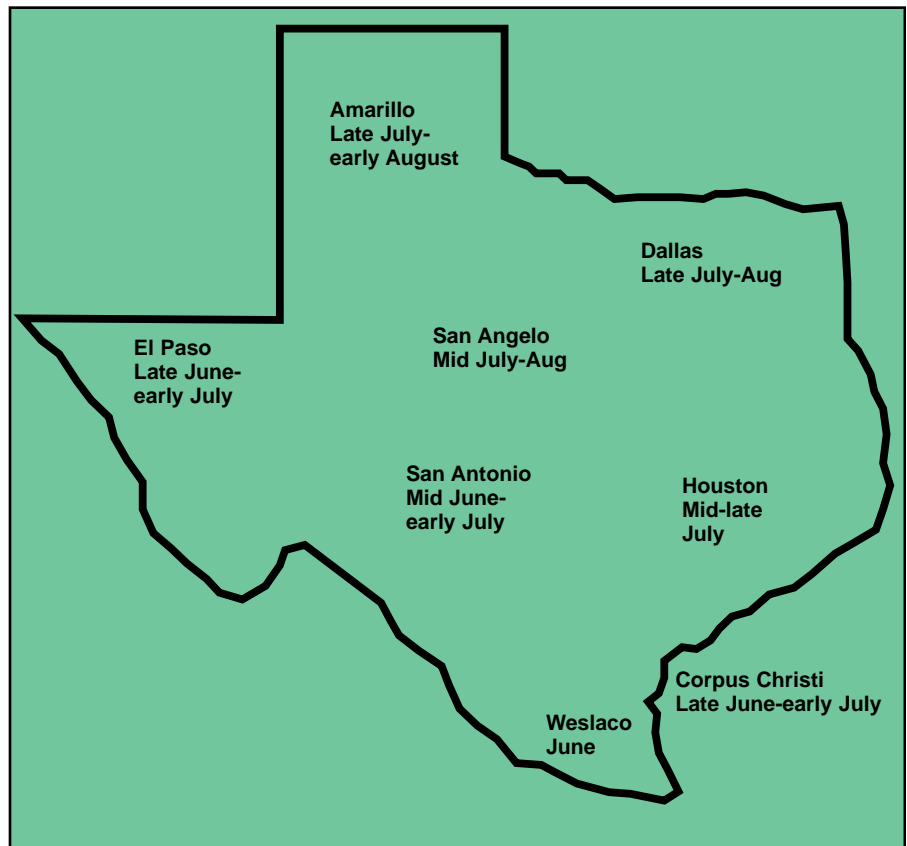 Amarillo
Late July-
early August
Dallas
Late July-Aug
San Angelo
Mid July-Aug
El Paso
Late June-
early July
San Antonio
Mid June-
early July
Houston
Mid-late
July
Corpus Christi
Late June-early July
Weslaco
June